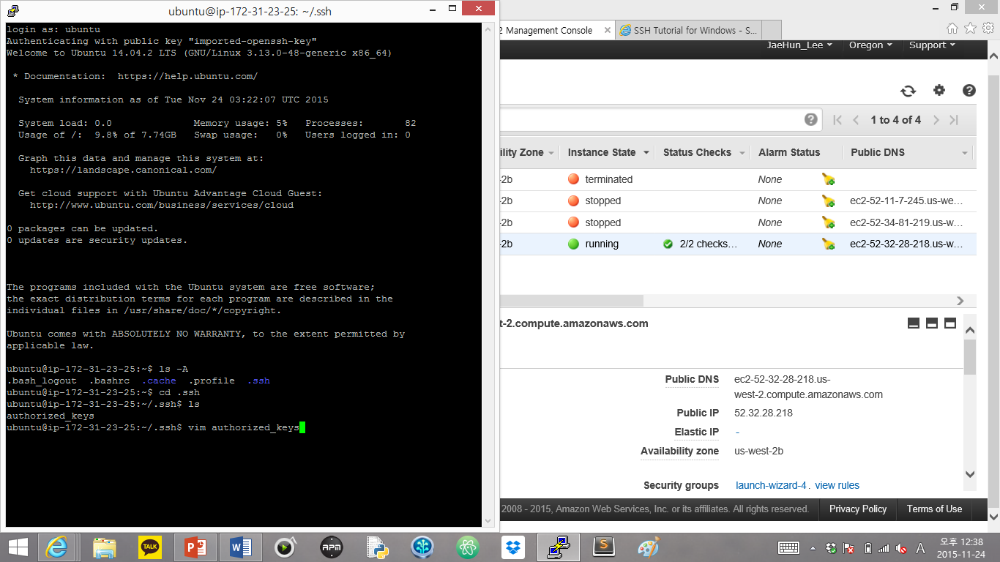 ubuntu@ip-172-31-23-25: ~/.ssh
login as: ubuntu
Authenticating with public key "imported-openssh-key"
Welcome to Ubuntu 14.04.2 LTS (GNU/Linux 3.13.0-48-generic x86_64)
* Documentation:  https://help.ubuntu.com/
System information as of Tue Nov 24 03:22:07 UTC 2015
System load: 0.0              Memory usage: 5%   Processes:       82
Usage of /:  9.8% of 7.74GB   Swap usage:   0%   Users logged in: 0
Graph this data and manage this system at:
https://landscape.canonical.com/
Get cloud support with Ubuntu Advantage Cloud Guest:
http://www.ubuntu.com/business/services/cloud
0 packages can be updated.
0 updates are security updates.
The programs included with the Ubuntu system are free software;
the exact distribution terms for each program are described in the
individual files in /usr/share/doc/*/copyright.
Ubuntu comes with ABSOLUTELY NO WARRANTY, to the extent permitted by
applicable law.
ubuntu@ip-172-31-23-25:~$ ls -A
.bash_logout  .bashrc  .cache  .profile  .ssh
ubuntu@ip-172-31-23-25:~$ cd .ssh
ubuntu@ip-172-31-23-25:~/.ssh$ ls
authorized_keys
ubuntu@ip-172-31-23-25:~/.ssh$ vim authorized_keys
2 Management Console
SSH Tutorial for Windows - S...
JaeHun_Lee Oregon Support
1 to 4 of 4
ility Zone Instance State Status Checks Alarm Status Public DNS
-2b terminated None
-2b stopped None ec2-52-11-7-245.us-we...
-2b stopped None ec2-52-34-81-219.us-w...
-2b running 2/2 checks... None ec2-52-32-28-218.us-w...
t-2.compute.amazonaws.com
Public DNS ec2-52-32-28-218.us-
west-2.compute.amazonaws.com
Public IP 52.32.28.218
Elastic IP -
Availability zone us-west-2b
Security groups launch-wizard-4. view rules
2008 - 2015, Amazon Web Services, Inc. or its affiliates. All rights reserved. Privacy Policy Terms of Use
TALK
APM
A
오후 12:38
2015-11-24